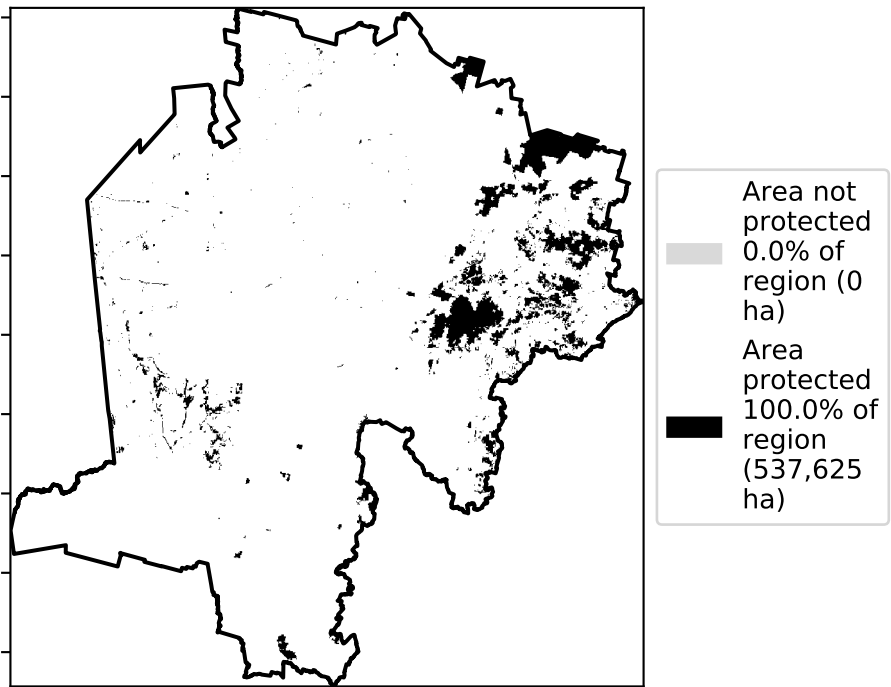 Area not
protected
0.0% of
region (0
ha)
Area
protected
100.0% of
region
(537,625
ha)